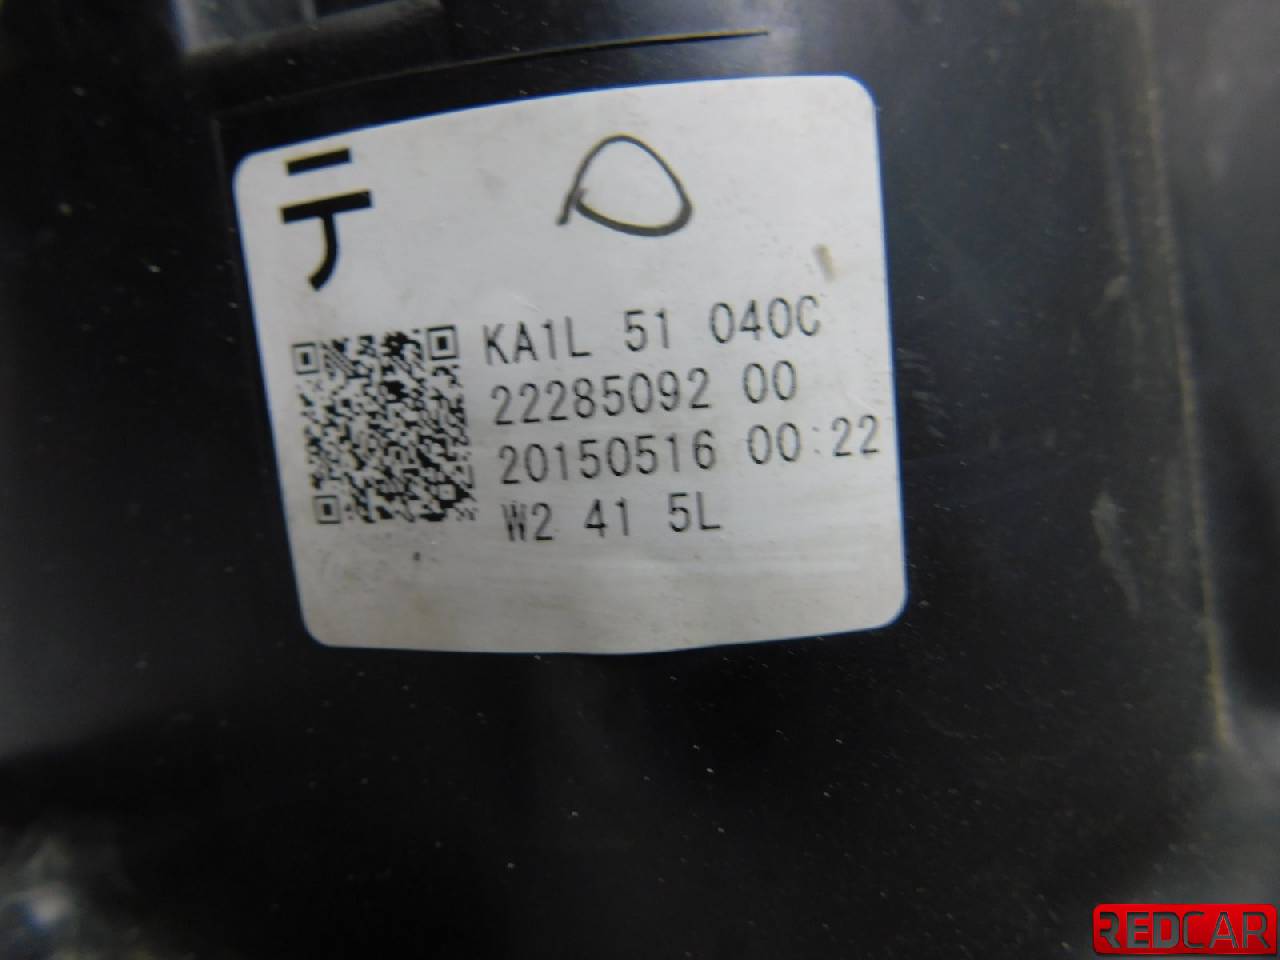 テ
KA1L 51 040C
22285092 00
20150516 00:22
W2 41 5L
REDCAR